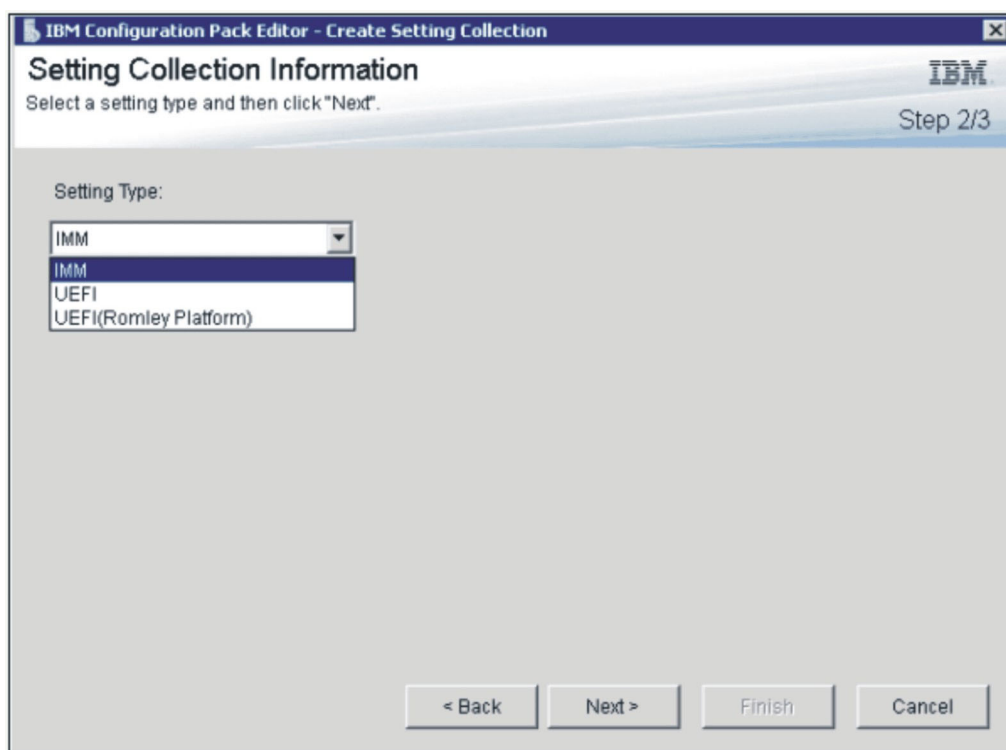 IBM Configuration Pack Editor - Create Setting Collection
Setting Collection Information
IBM
Select a setting type and then click "Next".
Step 2/3
Setting Type:
IMM
IMM
UEFI
UEFI(Romley Platform)
< Back
Next >
Finish
Cancel